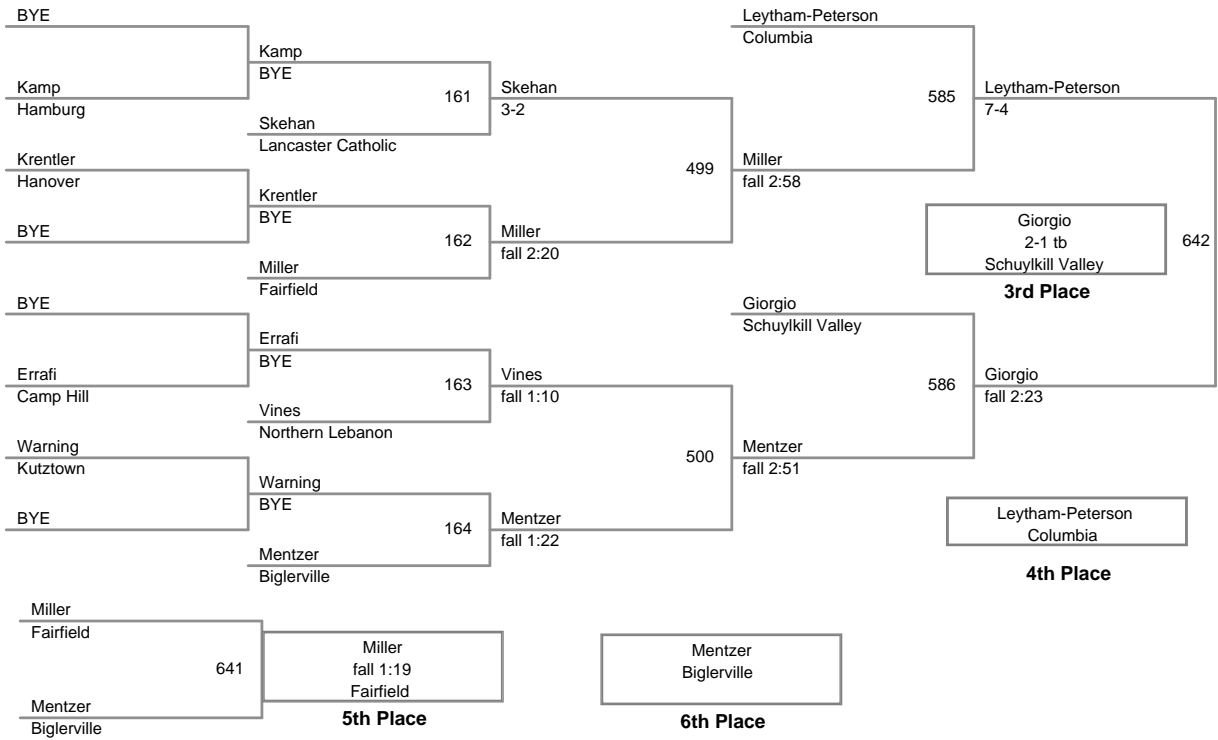 BYE
Kamp
Hamburg
Krentler
Hanover
BYE
BYE
Errafi
Camp Hill
Warning
Kutztown
BYE
Kamp
BYE
161
Skehan
Lancaster Catholic
Krentler
BYE
162
Miller
Fairfield
Errafi
BYE
163
Vines
Northern Lebanon
Warning
BYE
164
Mentzer
Biglerville
Skehan
3-2
499
Miller
fall 2:20
Vines
fall 1:10
500
Mentzer
fall 1:22
Leytham-Peterson
Columbia
585
Miller
fall 2:58
Giorgio
Schuylkill Valley
586
Mentzer
fall 2:51
Leytham-Peterson
7-4
642
Giorgio
fall 2:23
Giorgio
2-1 tb
Schuylkill Valley
3rd Place
Leytham-Peterson
Columbia
4th Place
Miller
Fairfield
641
Mentzer
Biglerville
Miller
fall 1:19
Fairfield
5th Place
Mentzer
Biglerville
6th Place